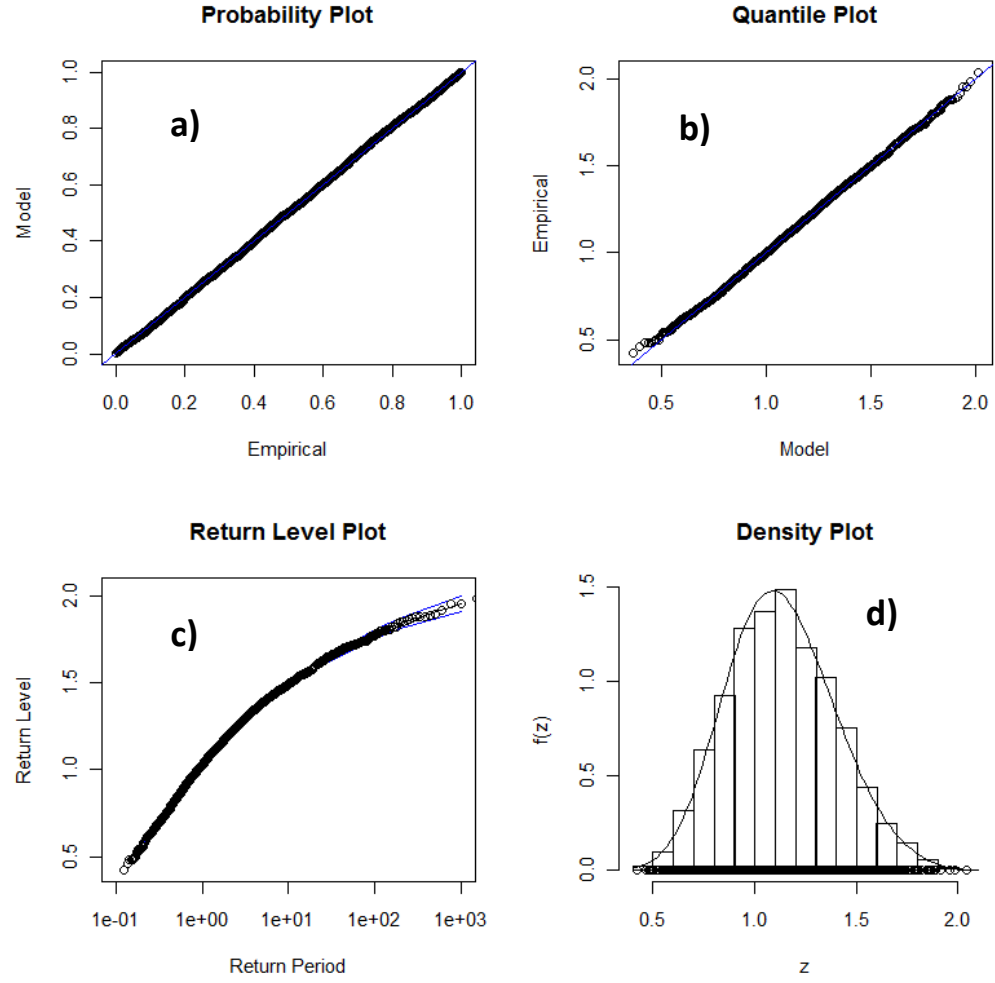 Probability Plot
a)
Model
0.0 0.2 0.4 0.6 0.8 1.0
0.0 0.2 0.4 0.6 0.8 1.0
Empirical
Quantile Plot
b)
Empirical
0.5 1.0 1.5 2.0
0.5 1.0 1.5 2.0
Model
Return Level Plot
c)
Return Level
0.5 1.0 1.5 2.0
1e-01 1e+00 1e+01 1e+02 1e+03
Return Period
Density Plot
d)
f(z)
0.0 0.5 1.0 1.5
0.5 1.0 1.5 2.0
z